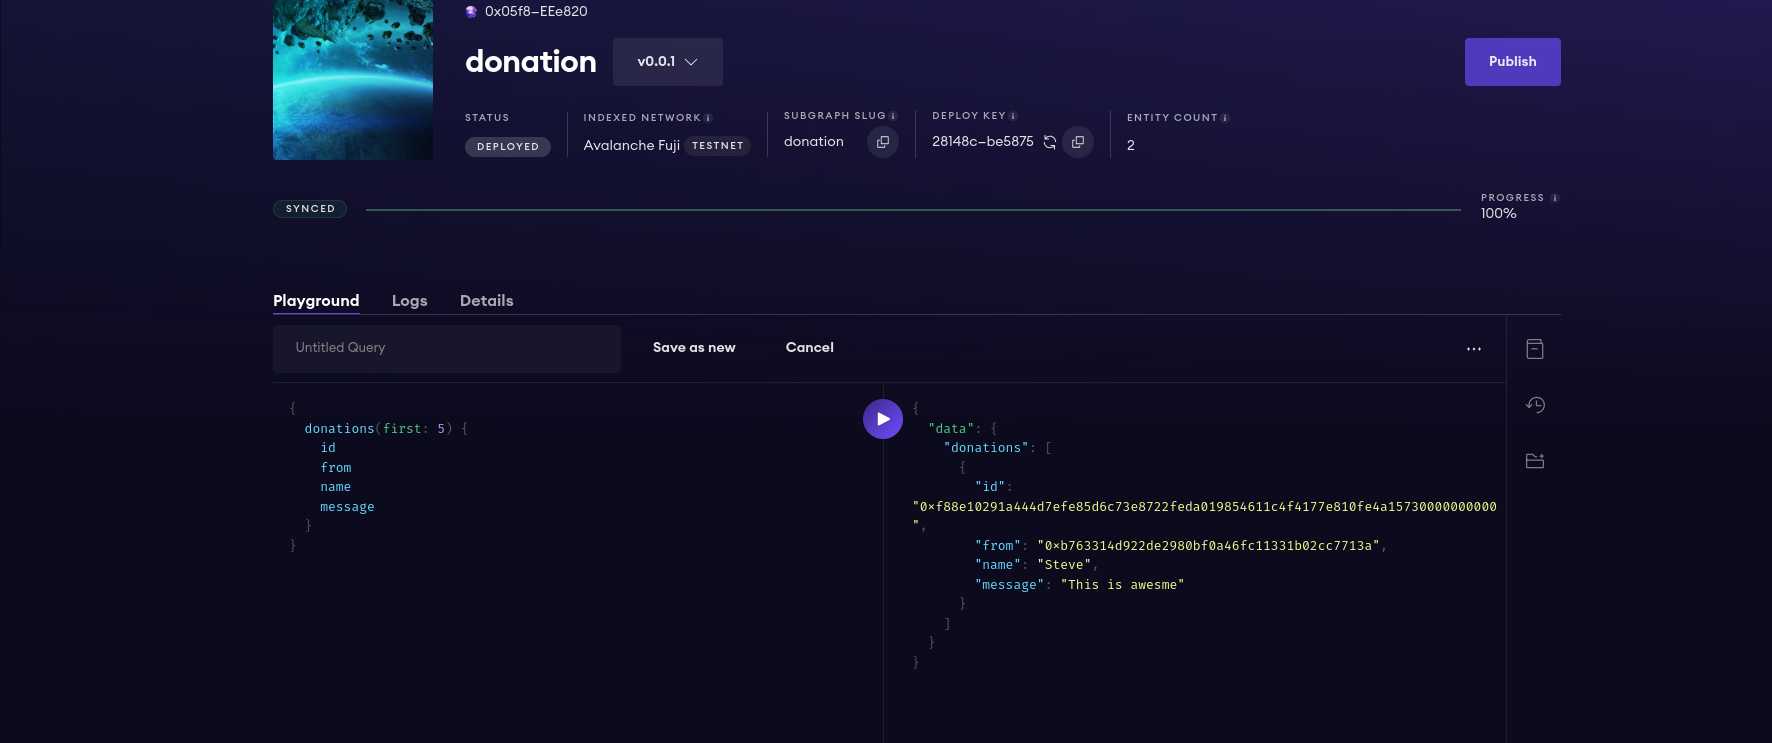 0x05f8–EEe820
donation v0.0.1 Publish
STATUS INDEXED NETWORK SUBGRAPH SLUG DEPLOY KEY ENTITY COUNT
DEPLOYED Avalanche Fuji TESTNET donation 28148c–be5875 2
SYNCED PROGRESS
100%
Playground Logs Details
Untitled Query Save as new Cancel
{
donations(first: 5) {
id
from
name
message
}
}
{
"data": {
"donations": [
{
"id":
"0×f88e10291a444d7efe85d6c73e8722feda019854611c4f4177e810fe4a15730000000000
",
"from": "0×b763314d922de2980bf0a46fc11331b02cc7713a",
"name": "Steve",
"message": "This is awesme"
}
]
}
}